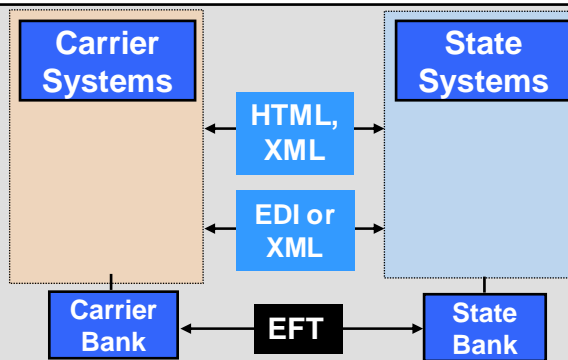 Carrier
Systems
State
Systems
HTML,
XML
EDI or
XML
Carrier
Bank
EFT
State
Bank